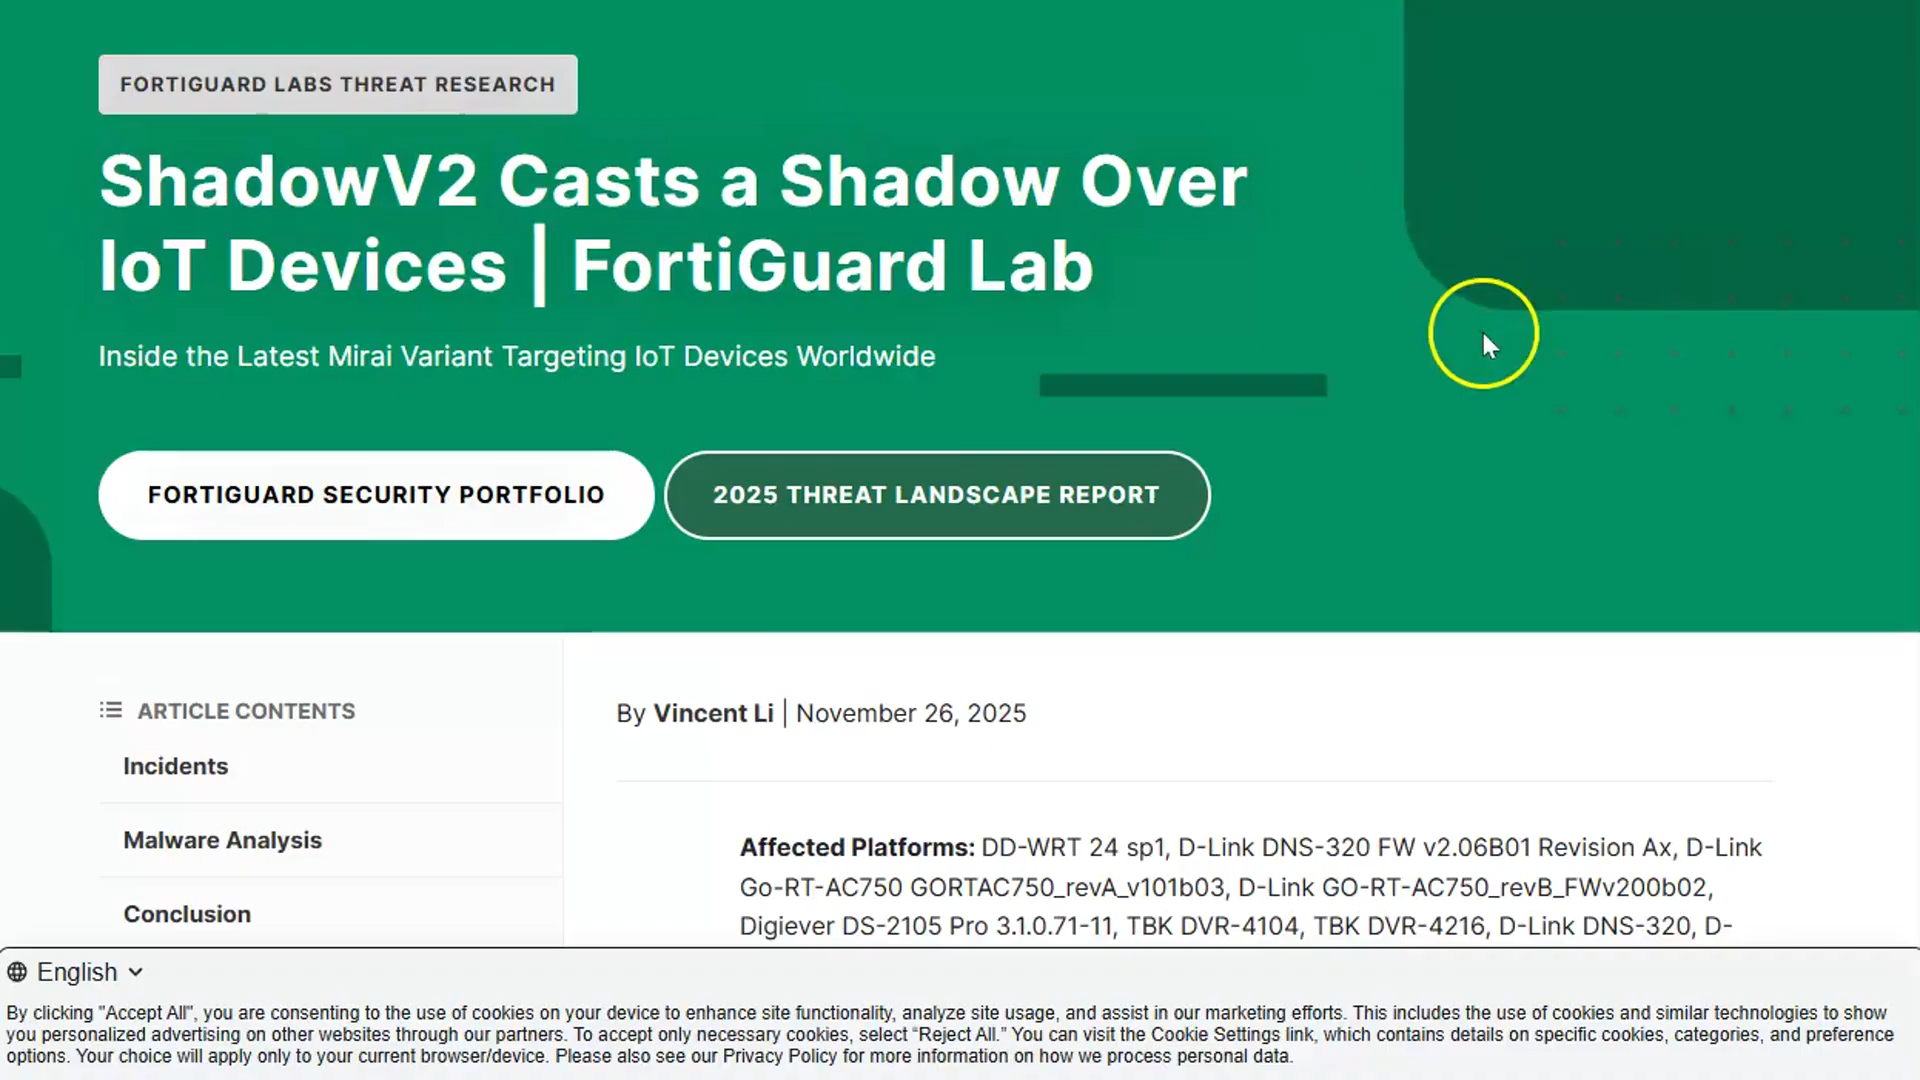 FORTIGUARD LABS THREAT RESEARCH
ShadowV2 Casts a Shadow Over
IoT Devices | FortiGuard Lab
Inside the Latest Mirai Variant Targeting IoT Devices Worldwide
FORTIGUARD SECURITY PORTFOLIO
2025 THREAT LANDSCAPE REPORT
ARTICLE CONTENTS
Incidents
Malware Analysis
Conclusion
By Vincent Li | November 26, 2025
Affected Platforms: DD-WRT 24 sp1, D-Link DNS-320 FW v2.06B01 Revision Ax, D-Link
Go-RT-AC750 GORTAC750_revA_v101b03, D-Link GO-RT-AC750_revB_FWv200b02,
Digiever DS-2105 Pro 3.1.0.71-11, TBK DVR-4104, TBK DVR-4216, D-Link DNS-320, D-
English
By clicking "Accept All", you are consenting to the use of cookies on your device to enhance site functionality, analyze site usage, and assist in our marketing efforts. This includes the use of cookies and similar technologies to show
you personalized advertising on other websites through our partners. To accept only necessary cookies, select “Reject All.” You can visit the Cookie Settings link, which contains details on specific cookies, categories, and preference
options. Your choice will apply only to your current browser/device. Please also see our Privacy Policy for more information on how we process personal data.